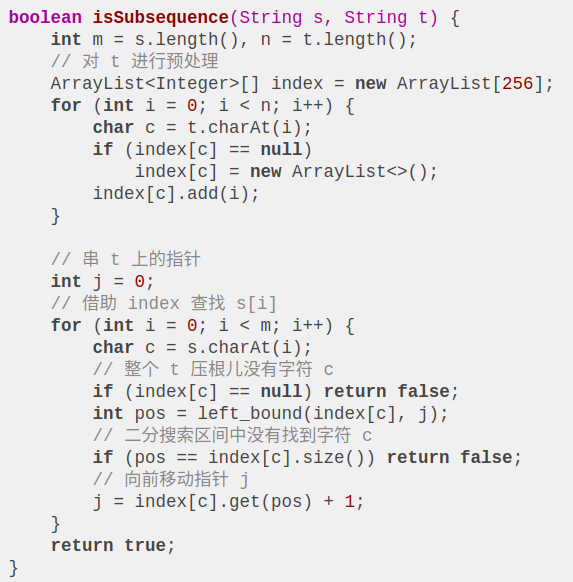 boolean isSubsequence(String s, String t) {
    int m = s.length(), n = t.length();
    // 对 t 进行预处理
    ArrayList<Integer>[] index = new ArrayList[256];
    for (int i = 0; i < n; i++) {
        char c = t.charAt(i);
        if (index[c] == null)
            index[c] = new ArrayList<>();
        index[c].add(i);
    }

    // 串 t 上的指针
    int j = 0;
    // 借助 index 查找 s[i]
    for (int i = 0; i < m; i++) {
        char c = s.charAt(i);
        // 整个 t 压根儿没有字符 c
        if (index[c] == null) return false;
        int pos = left_bound(index[c], j);
        // 二分搜索区间中没有找到字符 c
        if (pos == index[c].size()) return false;
        // 向前移动指针 j
        j = index[c].get(pos) + 1;
    }
    return true;
}